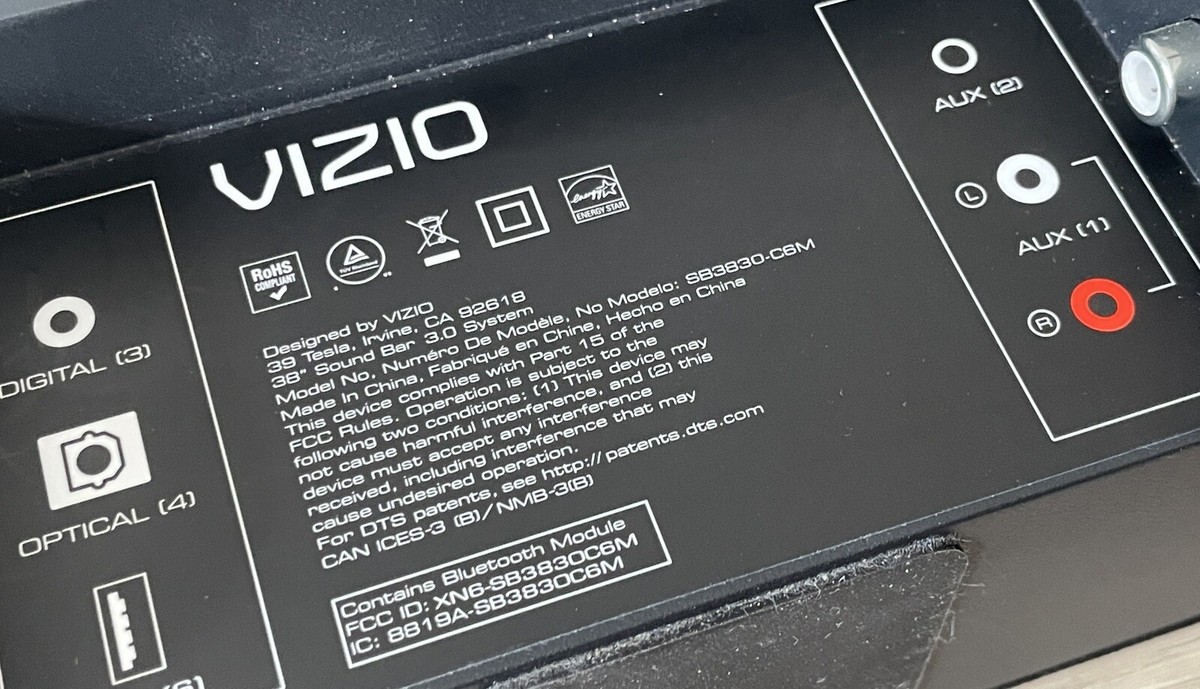 VIZIO
RoHS
COMPLIANT
energy
ENERGY STAR
Designed by VIZIO
39 Tesla, Irvine, CA 92618
38" Sound Bar 3.0 System
Model No, Numéro De Modèle, No Modelo: SB3830-C6M
Made In China, Fabriqué en Chine, Hecho en China
This device complies with Part 15 of the
FCC Rules. Operation is subject to the
following two conditions: (1) This device may
not cause harmful interference, and (2) this
device must accept any interference
received, including interference that may
cause undesired operation.
For DTS patents, see http://patents.dts.com
CAN ICES-3 (B)/NMB-3(B)
Contains Bluetooth Module
FCC ID: XN6-SB3830C6M
IC: 8819A-SB3830C6M
DIGITAL (3)
OPTICAL (4)
AUX (2)
L
AUX (1)
R